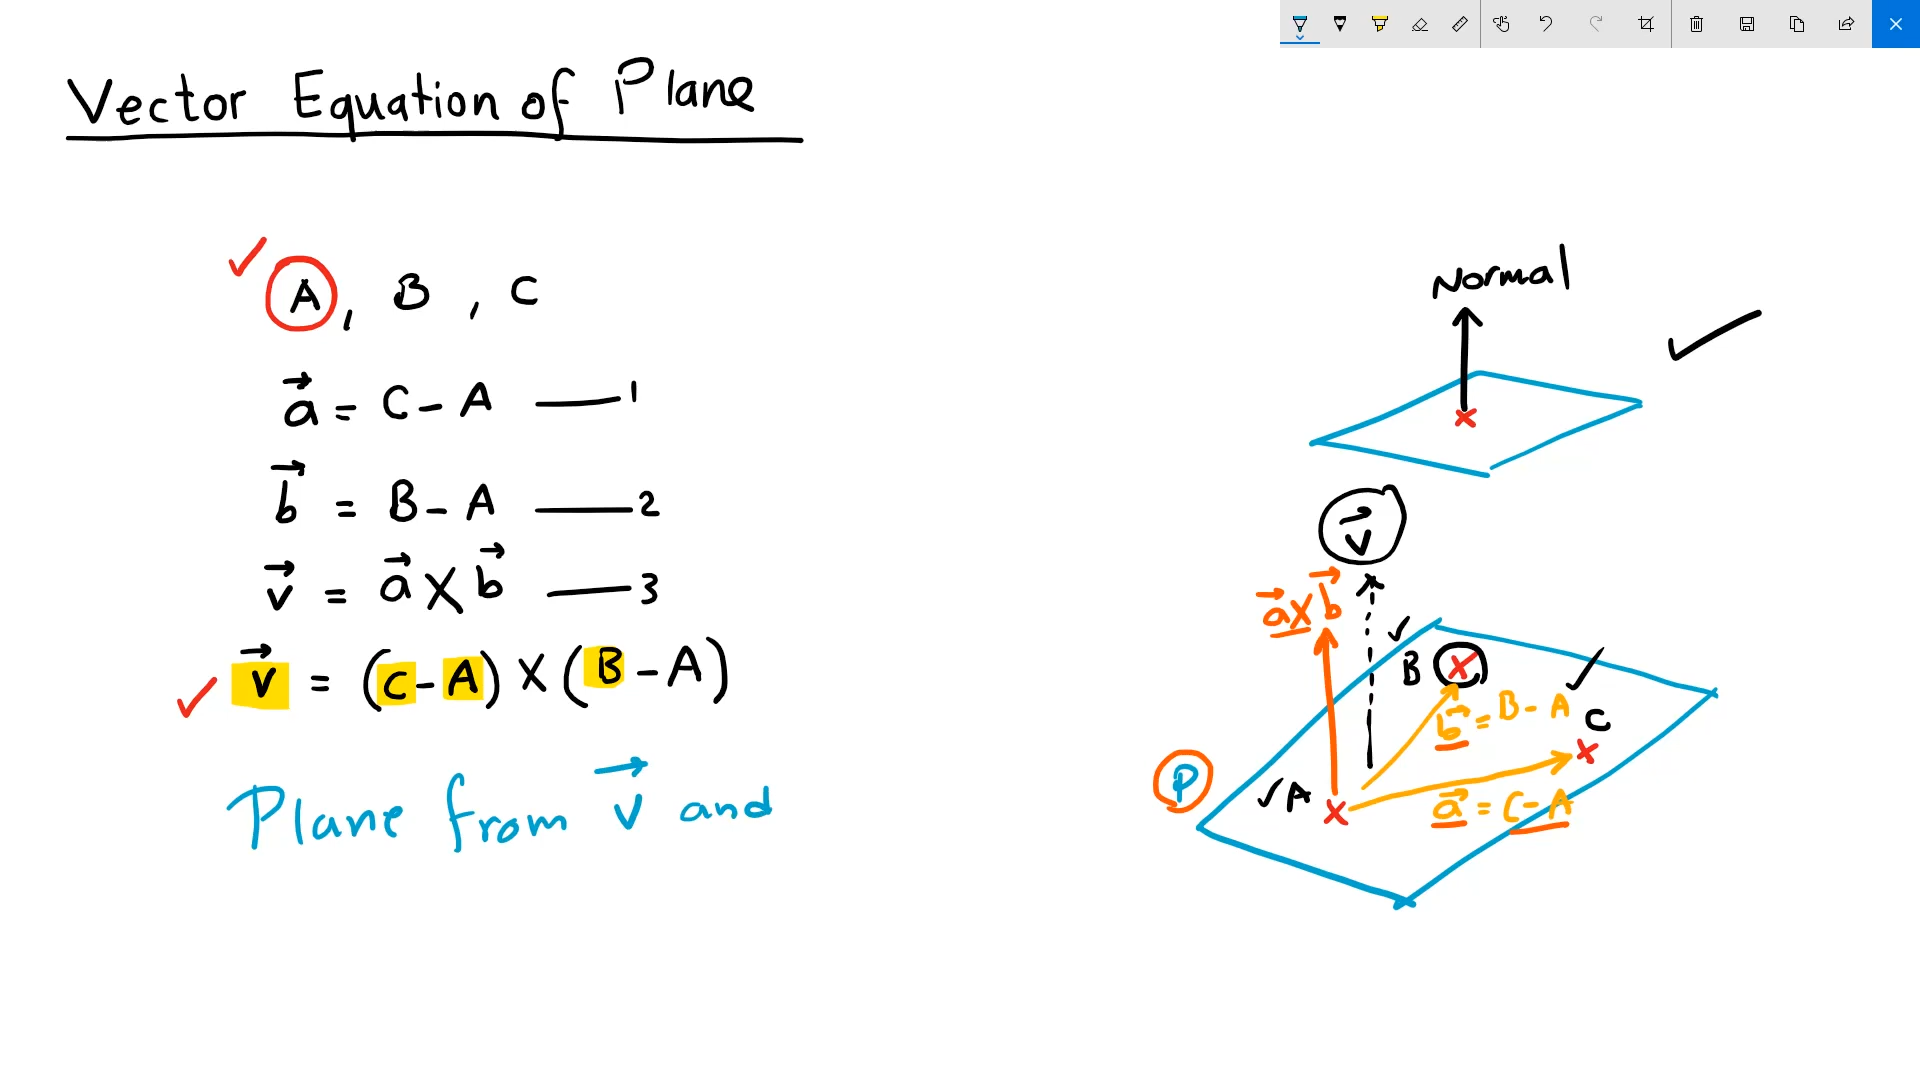 Vector Equation of Plane
A, B, C
a⃗ = C - A —— 1
b⃗ = B - A —— 2
v⃗ = a⃗ X b⃗ —— 3
v⃗ = (C - A) X (B - A)
Plane from v⃗ and
Normal
v⃗
a⃗ X b⃗
B
b⃗ = B - A
C
P
A
a⃗ = C - A